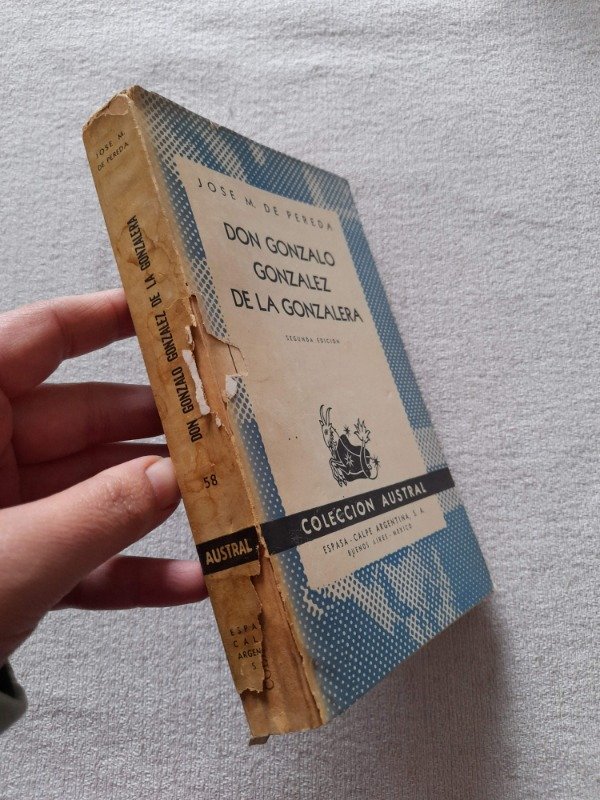 JOSE M.
DE PEREDA
DON GONZALO GONZALEZ DE LA GONZALERA
58
AUSTRAL
ESPA
CAL
ARGEN
S.
JOSE M. DE PEREDA
DON GONZALO
GONZALEZ
DE LA GONZALERA
SEGUNDA EDICION
COLECCION AUSTRAL
ESPASA-CALPE ARGENTINA, S. A.
BUENOS AIRES - MEXICO